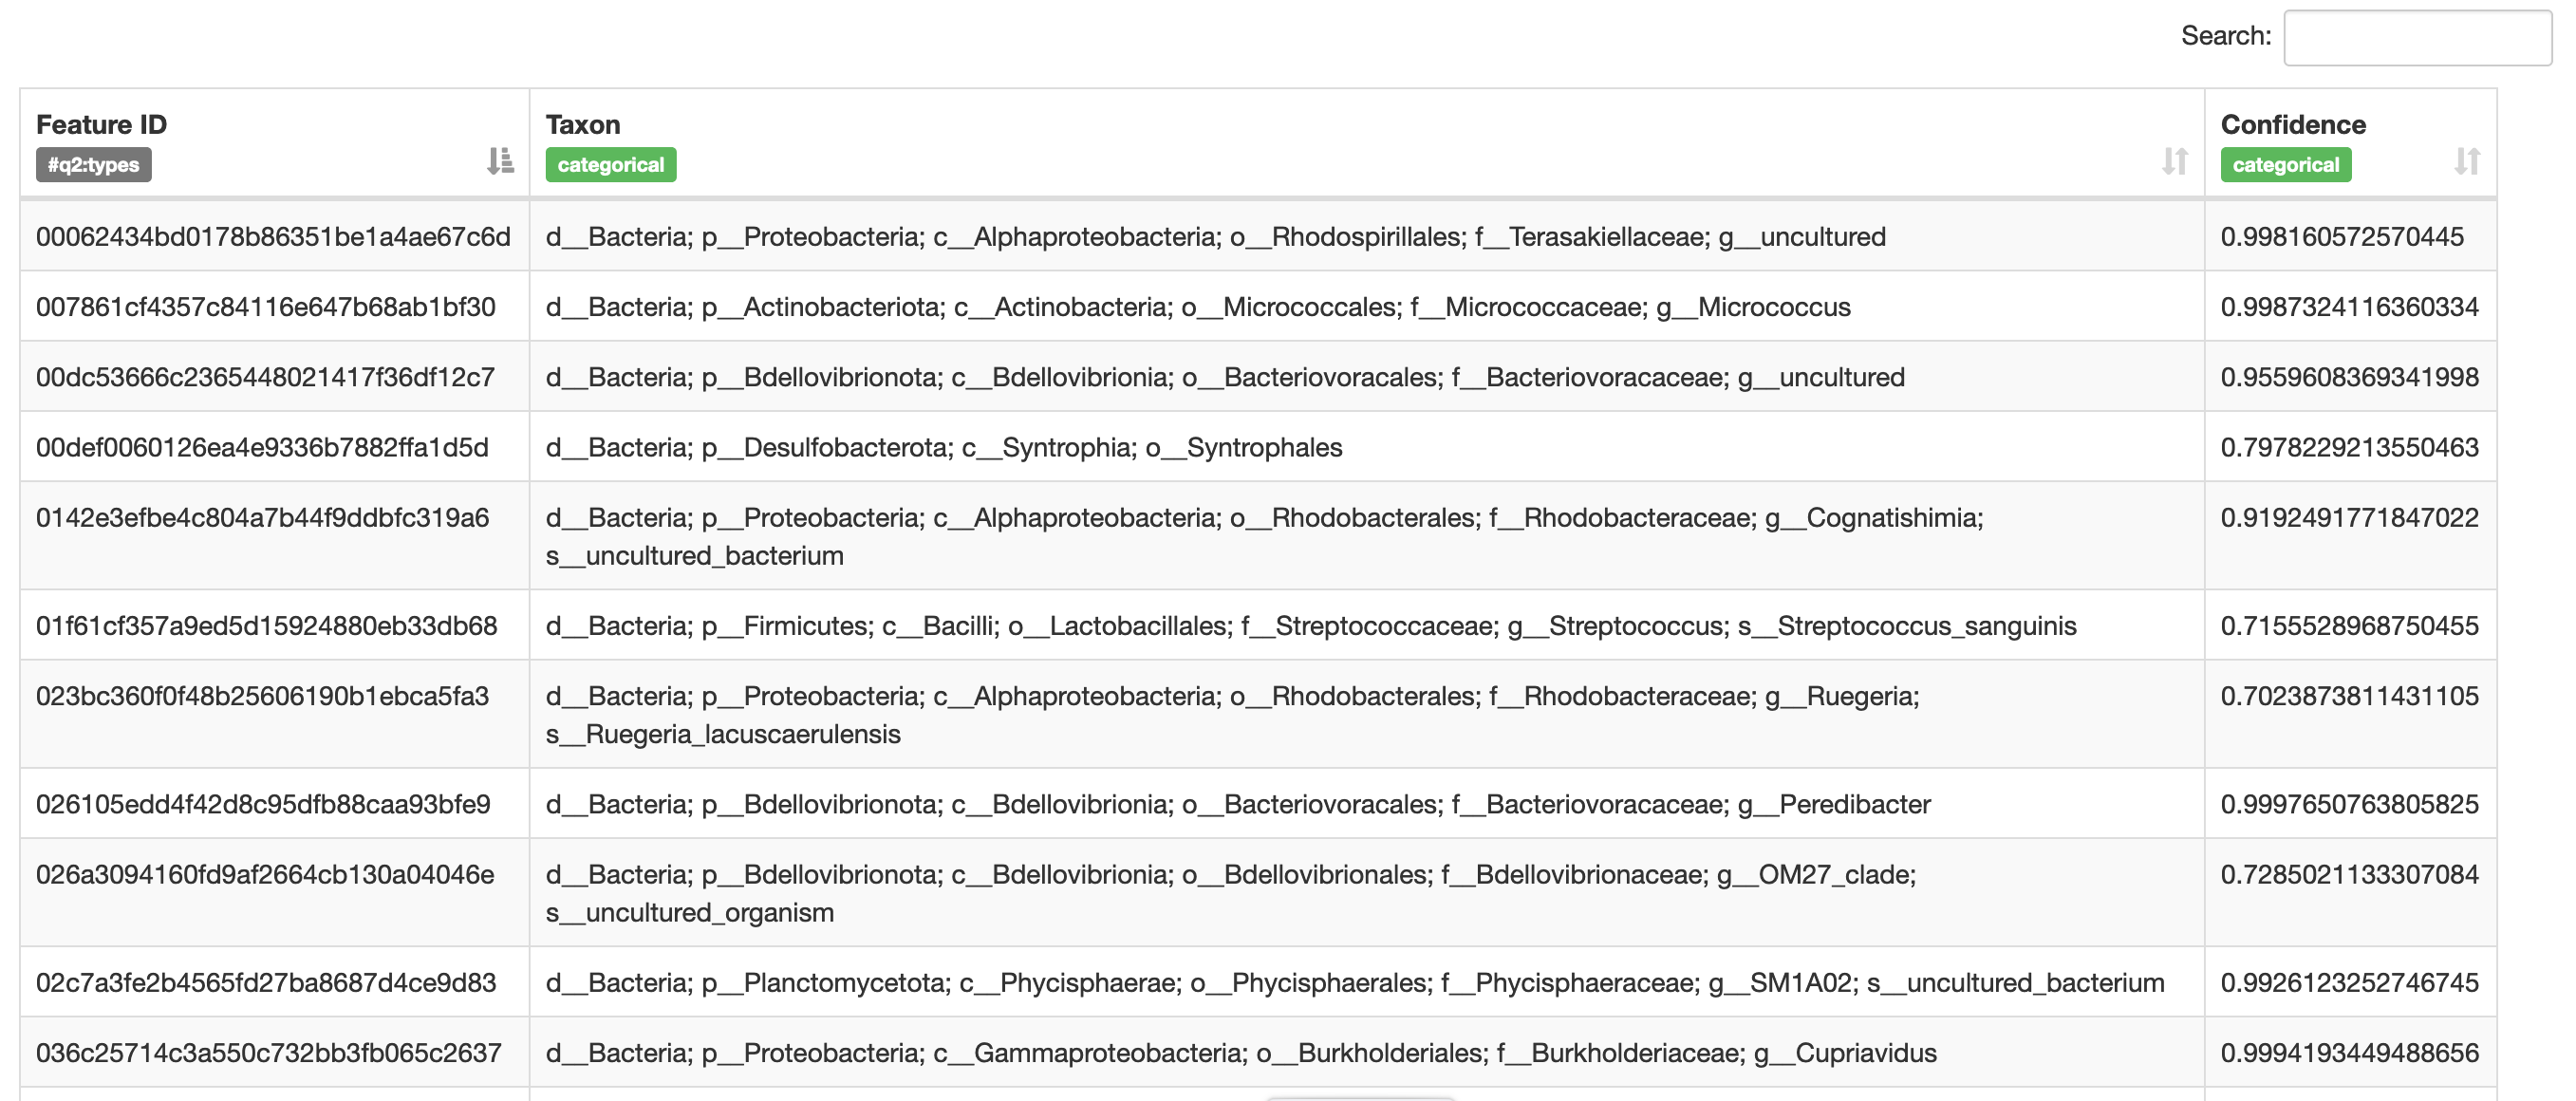 Search:
Feature ID Taxon Confidence
#q2:types categorical categorical
00062434bd0178b86351be1a4ae67c6d d__Bacteria; p__Proteobacteria; c__Alphaproteobacteria; o__Rhodospirillales; f__Terasakiellaceae; g__uncultured 0.998160572570445
007861cf4357c84116e647b68ab1bf30 d__Bacteria; p__Actinobacteriota; c__Actinobacteria; o__Micrococcales; f__Micrococcaceae; g__Micrococcus 0.9987324116360334
00dc53666c2365448021417f36df12c7 d__Bacteria; p__Bdellovibrionota; c__Bdellovibrionia; o__Bacteriovoracales; f__Bacteriovoracaceae; g__uncultured 0.9559608369341998
00def0060126ea4e9336b7882ffa1d5d d__Bacteria; p__Desulfobacterota; c__Syntrophia; o__Syntrophales 0.7978229213550463
0142e3efbe4c804a7b44f9ddbfc319a6 d__Bacteria; p__Proteobacteria; c__Alphaproteobacteria; o__Rhodobacterales; f__Rhodobacteraceae; g__Cognatishimia; 0.9192491771847022
s__uncultured_bacterium
01f61cf357a9ed5d15924880eb33db68 d__Bacteria; p__Firmicutes; c__Bacilli; o__Lactobacillales; f__Streptococcaceae; g__Streptococcus; s__Streptococcus_sanguinis 0.7155528968750455
023bc360f0f48b25606190b1ebca5fa3 d__Bacteria; p__Proteobacteria; c__Alphaproteobacteria; o__Rhodobacterales; f__Rhodobacteraceae; g__Ruegeria; 0.7023873811431105
s__Ruegeria_lacuscaerulensis
026105edd4f42d8c95dfb88caa93bfe9 d__Bacteria; p__Bdellovibrionota; c__Bdellovibrionia; o__Bacteriovoracales; f__Bacteriovoracaceae; g__Peredibacter 0.9997650763805825
026a3094160fd9af2664cb130a04046e d__Bacteria; p__Bdellovibrionota; c__Bdellovibrionia; o__Bdellovibrionales; f__Bdellovibrionaceae; g__OM27_clade; 0.7285021133307084
s__uncultured_organism
02c7a3fe2b4565fd27ba8687d4ce9d83 d__Bacteria; p__Planctomycetota; c__Phycisphaerae; o__Phycisphaerales; f__Phycisphaeraceae; g__SM1A02; s__uncultured_bacterium 0.9926123252746745
036c25714c3a550c732bb3fb065c2637 d__Bacteria; p__Proteobacteria; c__Gammaproteobacteria; o__Burkholderiales; f__Burkholderiaceae; g__Cupriavidus 0.9994193449488656